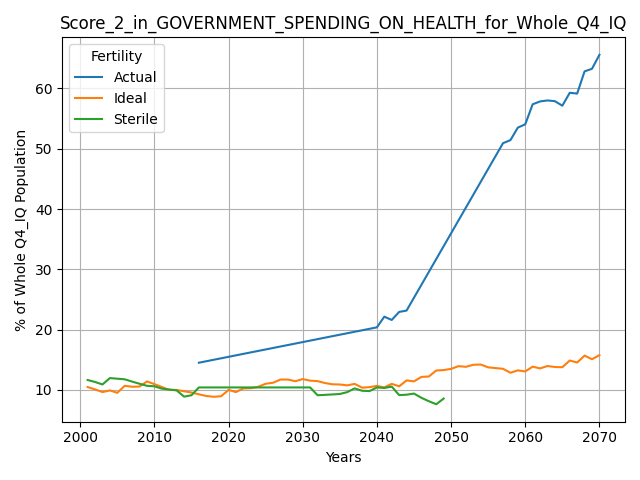 Score_2_in_GOVERNMENT_SPENDING_ON_HEALTH_for_Whole_Q4_IQ
Fertility
Actual
Ideal
Sterile
% of Whole Q4_IQ Population
60
50
40
30
20
10
2000 2010 2020 2030 2040 2050 2060 2070
Years